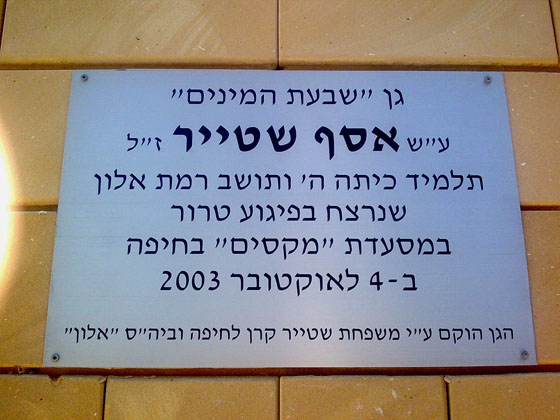 גן ״שבעת המינים״
ע״ש אסף שטייר ז״ל
תלמיד כיתה ה׳ ותושב רמת אלון
שנרצח בפיגוע טרור
במסעדת ״מקסים״ בחיפה
ב-4 לאוקטובר 2003
הגן הוקם ע״י משפחת שטייר קרן לחיפה וביה״ס ״אלון״